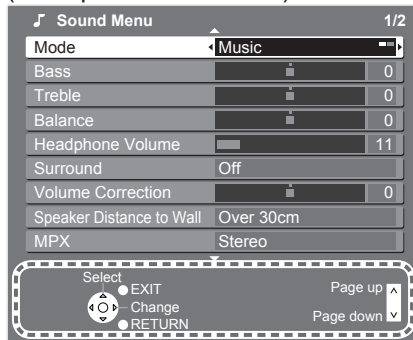 Sound Menu 1/2
Mode Music
Bass 0
Treble 0
Balance 0
Headphone Volume 11
Surround Off
Volume Correction 0
Speaker Distance to Wall Over 30cm
MPX Stereo
Select
EXIT
Change
RETURN
Page up
Page down